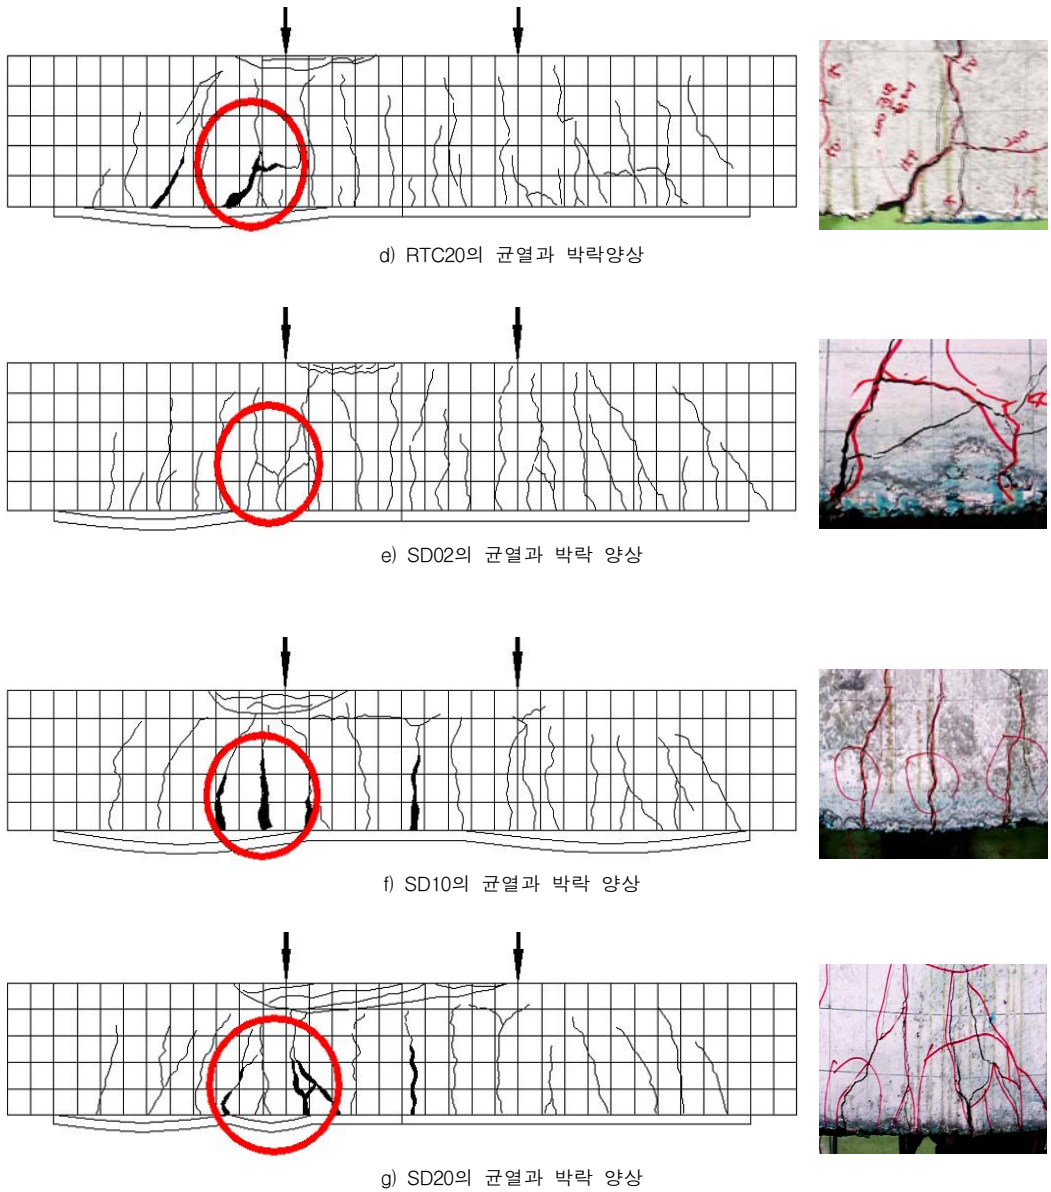 200
d) RTC20의 균열과 박락양상
e) SD02의 균열과 박락 양상
f) SD10의 균열과 박락 양상
g) SD20의 균열과 박락 양상